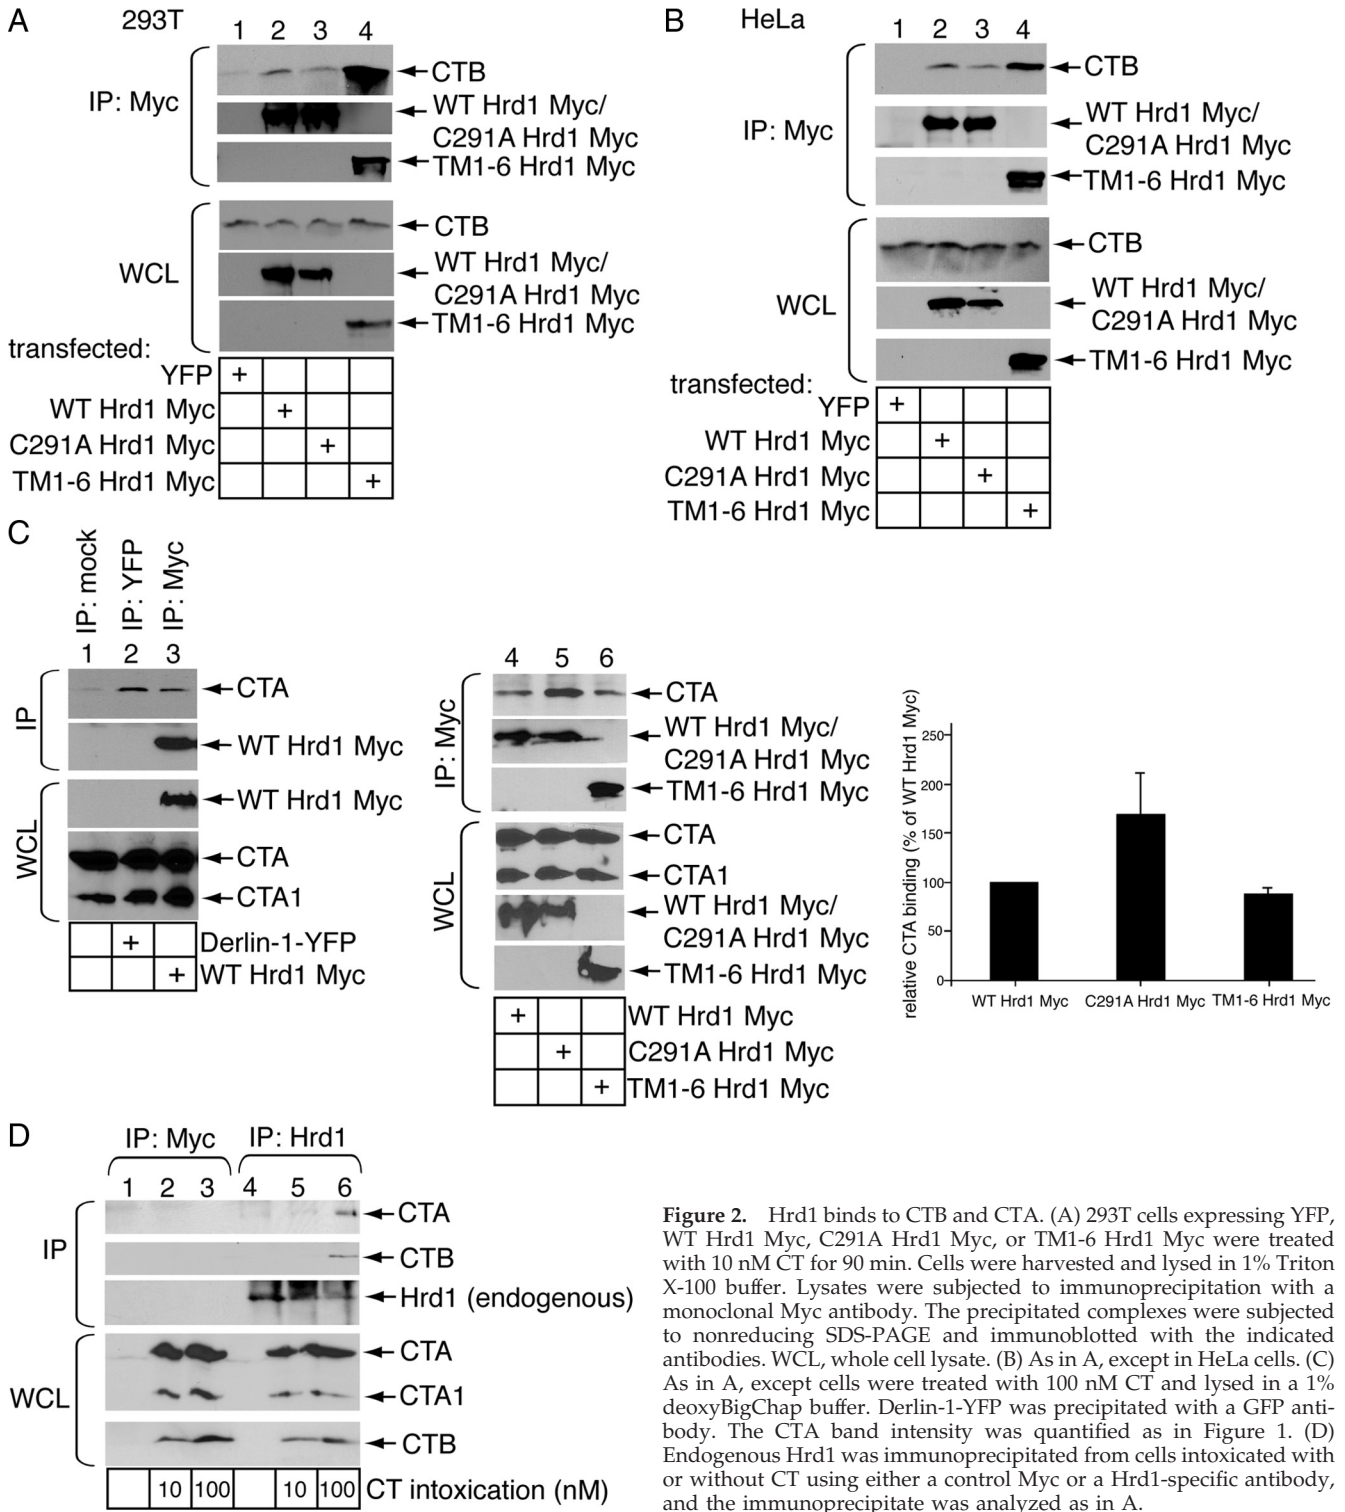 A
293T
1 2 3 4
IP: Myc
CTB
WT Hrd1 Myc/
C291A Hrd1 Myc
TM1-6 Hrd1 Myc
WCL
CTB
WT Hrd1 Myc/
C291A Hrd1 Myc
TM1-6 Hrd1 Myc
transfected:
YFP +
WT Hrd1 Myc +
C291A Hrd1 Myc +
TM1-6 Hrd1 Myc +
B
HeLa
1 2 3 4
IP: Myc
CTB
WT Hrd1 Myc/
C291A Hrd1 Myc
TM1-6 Hrd1 Myc
WCL
CTB
WT Hrd1 Myc/
C291A Hrd1 Myc
TM1-6 Hrd1 Myc
transfected:
YFP +
WT Hrd1 Myc +
C291A Hrd1 Myc +
TM1-6 Hrd1 Myc +
C
IP: mock
IP: YFP
IP: Myc
1 2 3
IP
CTA
WT Hrd1 Myc
WCL
WT Hrd1 Myc
CTA
CTA1
+ Derlin-1-YFP
+ WT Hrd1 Myc
4 5 6
IP: Myc
CTA
WT Hrd1 Myc/
C291A Hrd1 Myc
TM1-6 Hrd1 Myc
WCL
CTA
CTA1
WT Hrd1 Myc/
C291A Hrd1 Myc
TM1-6 Hrd1 Myc
+ WT Hrd1 Myc
+ C291A Hrd1 Myc
+ TM1-6 Hrd1 Myc
relative CTA binding (% of WT Hrd1 Myc)
250
200
150
100
50
0
WT Hrd1 Myc C291A Hrd1 Myc TM1-6 Hrd1 Myc
D
IP: Myc IP: Hrd1
1 2 3 4 5 6
IP
CTA
CTB
Hrd1 (endogenous)
WCL
CTA
CTA1
CTB
10 100 10 100 CT intoxication (nM)
Figure 2. Hrd1 binds to CTB and CTA. (A) 293T cells expressing YFP,
WT Hrd1 Myc, C291A Hrd1 Myc, or TM1-6 Hrd1 Myc were treated
with 10 nM CT for 90 min. Cells were harvested and lysed in 1% Triton
X-100 buffer. Lysates were subjected to immunoprecipitation with a
monoclonal Myc antibody. The precipitated complexes were subjected
to nonreducing SDS-PAGE and immunoblotted with the indicated
antibodies. WCL, whole cell lysate. (B) As in A, except in HeLa cells. (C)
As in A, except cells were treated with 100 nM CT and lysed in a 1%
deoxyBigChap buffer. Derlin-1-YFP was precipitated with a GFP anti-
body. The CTA band intensity was quantified as in Figure 1. (D)
Endogenous Hrd1 was immunoprecipitated from cells intoxicated with
or without CT using either a control Myc or a Hrd1-specific antibody,
and the immunoprecipitate was analyzed as in A.